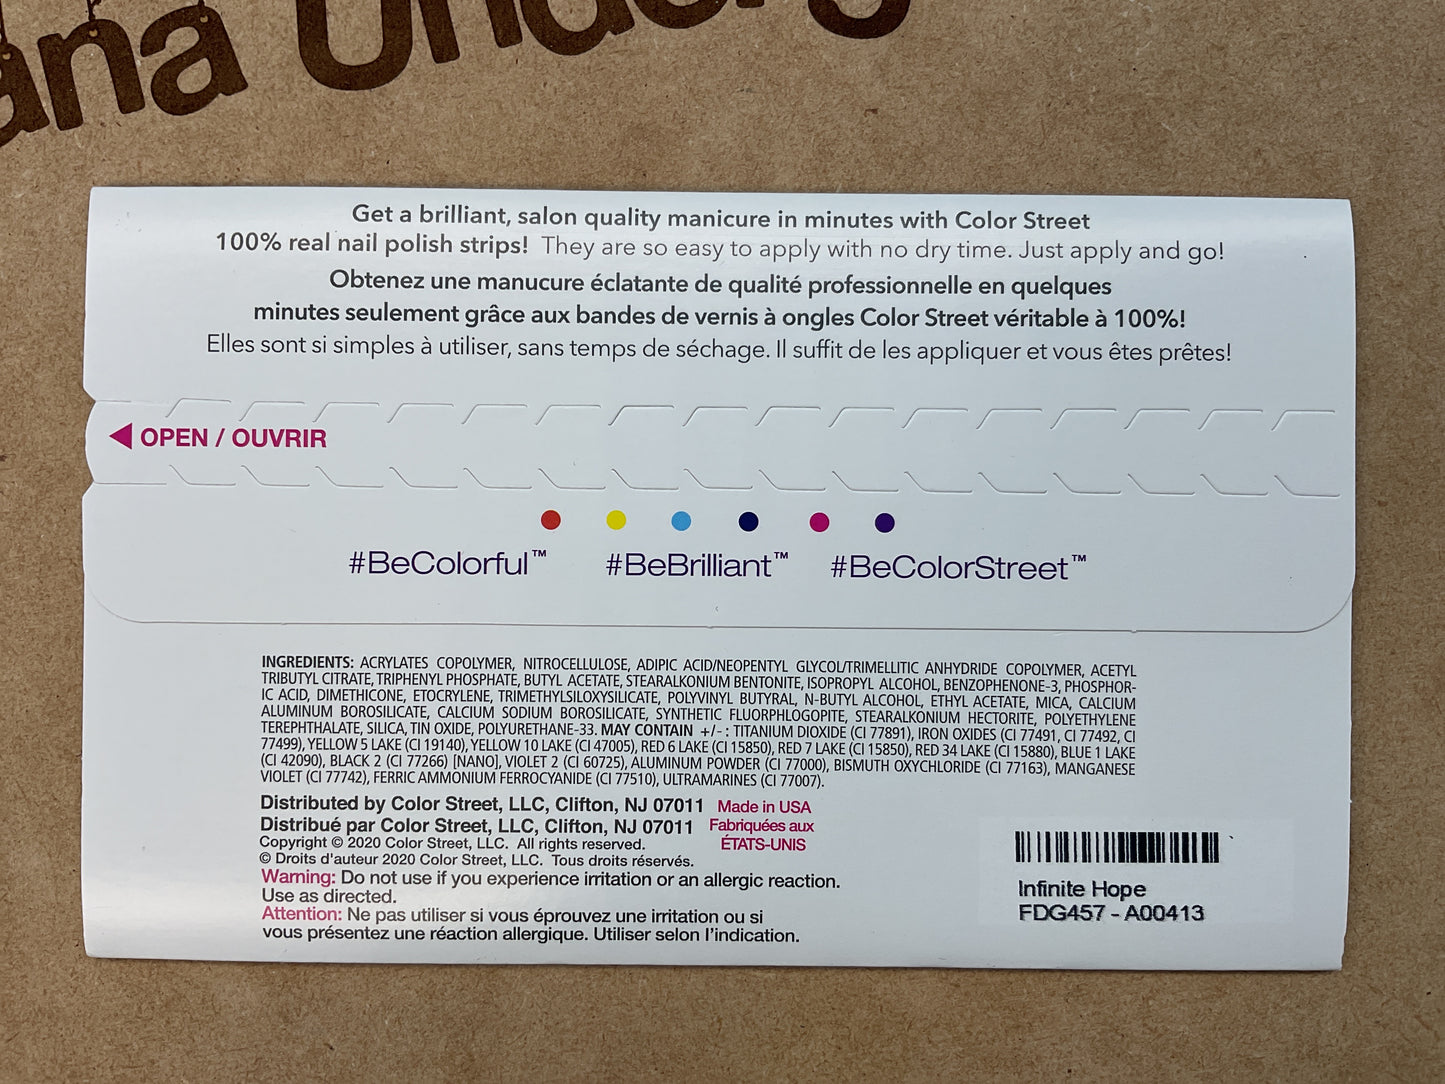 ana Underg
Get a brilliant, salon quality manicure in minutes with Color Street
100% real nail polish strips! They are so easy to apply with no dry time. Just apply and go!
Obtenez une manucure éclatante de qualité professionnelle en quelques
minutes seulement grâce aux bandes de vernis à ongles Color Street véritable à 100%!
Elles sont si simples à utiliser, sans temps de séchage. Il suffit de les appliquer et vous êtes prêtes!
OPEN / OUVRIR
#BeColorful™ #BeBrilliant™ #BeColorStreet™
INGREDIENTS: ACRYLATES COPOLYMER, NITROCELLULOSE, ADIPIC ACID/NEOPENTYL GLYCOL/TRIMELLITIC ANHYDRIDE COPOLYMER, ACETYL
TRIBUTYL CITRATE, TRIPHENYL PHOSPHATE, BUTYL ACETATE, STEARALKONIUM BENTONITE, ISOPROPYL ALCOHOL, BENZOPHENONE-3, PHOSPHOR-
IC ACID, DIMETHICONE, ETOCRYLENE, TRIMETHYLSILOXYSILICATE, POLYVINYL BUTYRAL, N-BUTYL ALCOHOL, ETHYL ACETATE, MICA, CALCIUM
ALUMINUM BOROSILICATE, CALCIUM SODIUM BOROSILICATE, SYNTHETIC FLUORPHLOGOPITE, STEARALKONIUM HECTORITE, POLYETHYLENE
TEREPHTHALATE, SILICA, TIN OXIDE, POLYURETHANE-33. MAY CONTAIN +/- : TITANIUM DIOXIDE (CI 77891), IRON OXIDES (CI 77491, CI 77492, CI
77499), YELLOW 5 LAKE (CI 19140), YELLOW 10 LAKE (CI 47005), RED 6 LAKE (CI 15850), RED 7 LAKE (CI 15850), RED 34 LAKE (CI 15880), BLUE 1 LAKE
(CI 42090), BLACK 2 (CI 77266) [NANO], VIOLET 2 (CI 60725), ALUMINUM POWDER (CI 77000), BISMUTH OXYCHLORIDE (CI 77163), MANGANESE
VIOLET (CI 77742), FERRIC AMMONIUM FERROCYANIDE (CI 77510), ULTRAMARINES (CI 77007).
Distributed by Color Street, LLC, Clifton, NJ 07011 Made in USA
Distribué par Color Street, LLC, Clifton, NJ 07011 Fabriquées aux
ÉTATS-UNIS
Copyright © 2020 Color Street, LLC. All rights reserved.
© Droits d'auteur 2020 Color Street, LLC. Tous droits réservés.
Warning: Do not use if you experience irritation or an allergic reaction.
Use as directed.
Attention: Ne pas utiliser si vous éprouvez une irritation ou si
vous présentez une réaction allergique. Utiliser selon l'indication.
Infinite Hope
FDG457 - A00413